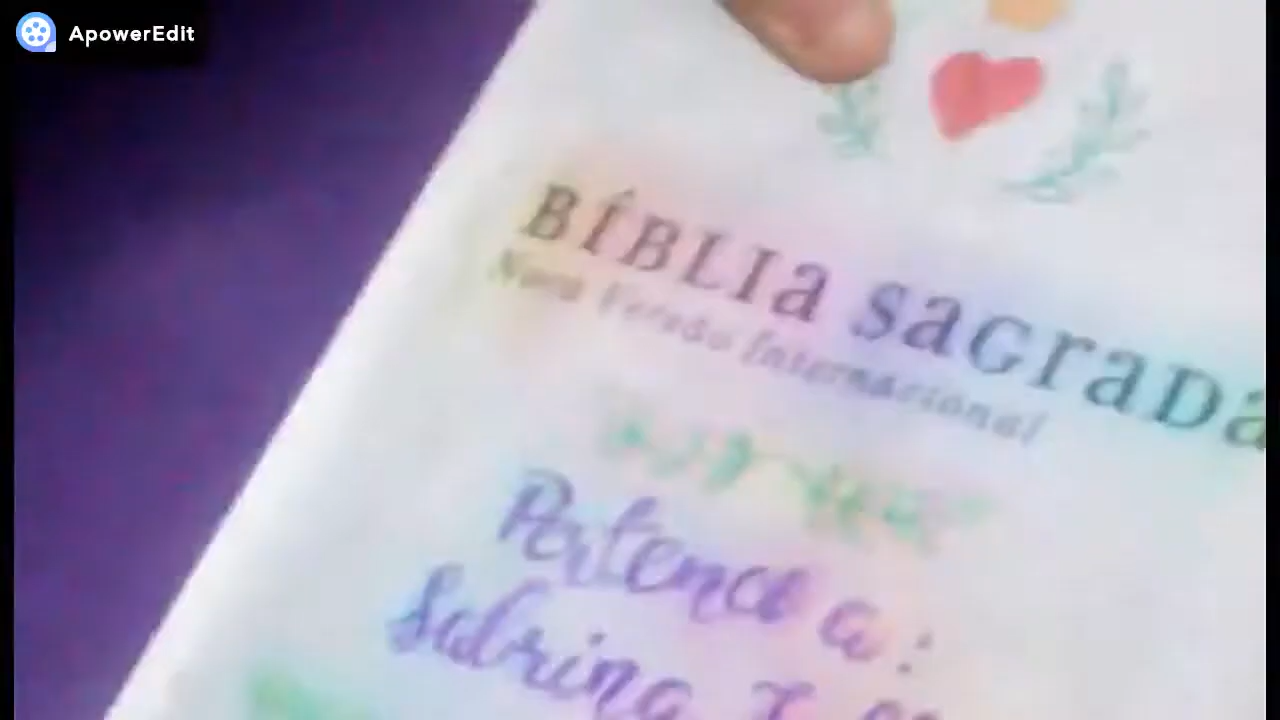 ApowerEdit
BÍBLIA SAGRADA
Nova Versão Internacional
Pertence a:
Sabrina